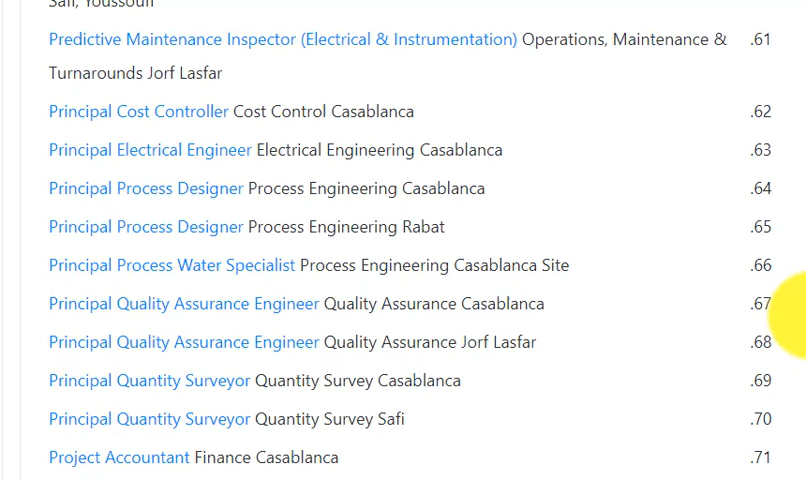 Safi, Youssoufi
Predictive Maintenance Inspector (Electrical & Instrumentation) Operations, Maintenance & .61
Turnarounds Jorf Lasfar
Principal Cost Controller Cost Control Casablanca .62
Principal Electrical Engineer Electrical Engineering Casablanca .63
Principal Process Designer Process Engineering Casablanca .64
Principal Process Designer Process Engineering Rabat .65
Principal Process Water Specialist Process Engineering Casablanca Site .66
Principal Quality Assurance Engineer Quality Assurance Casablanca .67
Principal Quality Assurance Engineer Quality Assurance Jorf Lasfar .68
Principal Quantity Surveyor Quantity Survey Casablanca .69
Principal Quantity Surveyor Quantity Survey Safi .70
Project Accountant Finance Casablanca .71